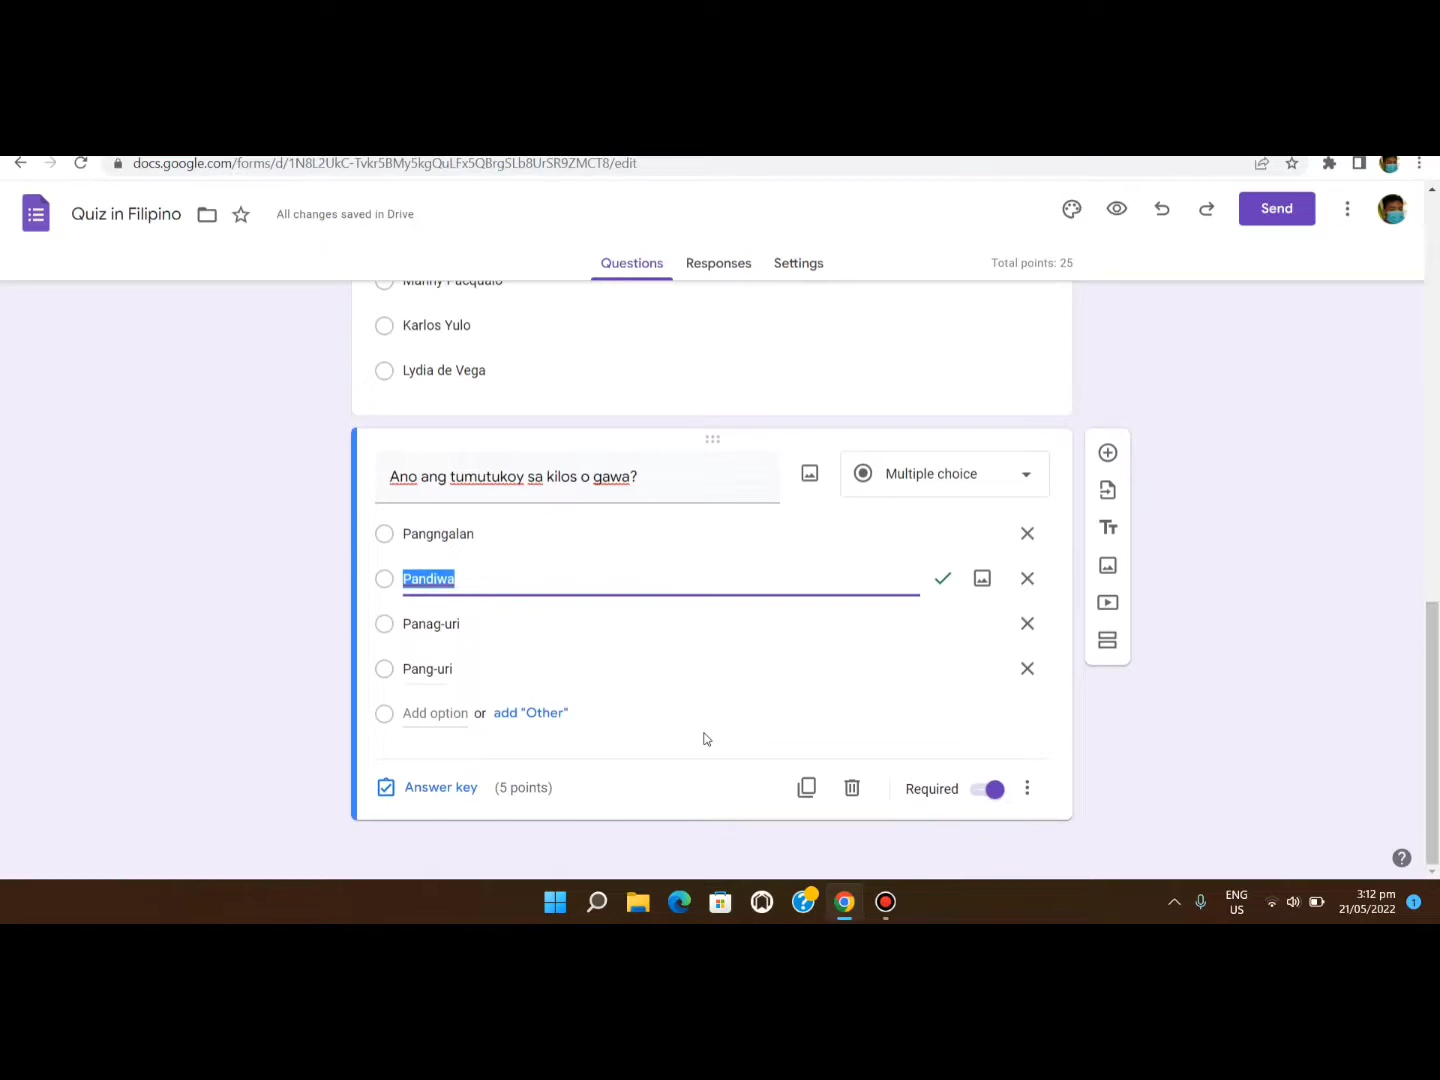 docs.google.com/forms/d/1N8L2UkC-Tvkr5BMy5kgQuLFx5QBrgSLb8UrSR9ZMCT8/edit
Quiz in Filipino
All changes saved in Drive
Send
Questions
Responses
Settings
Total points: 25
Karlos Yulo
Lydia de Vega
Ano ang tumutukoy sa kilos o gawa?
Multiple choice
Pangngalan
Pandiwa
Panag-uri
Pang-uri
Add option or add "Other"
Answer key (5 points)
Required
ENG
US
3:12 pm
21/05/2022
1